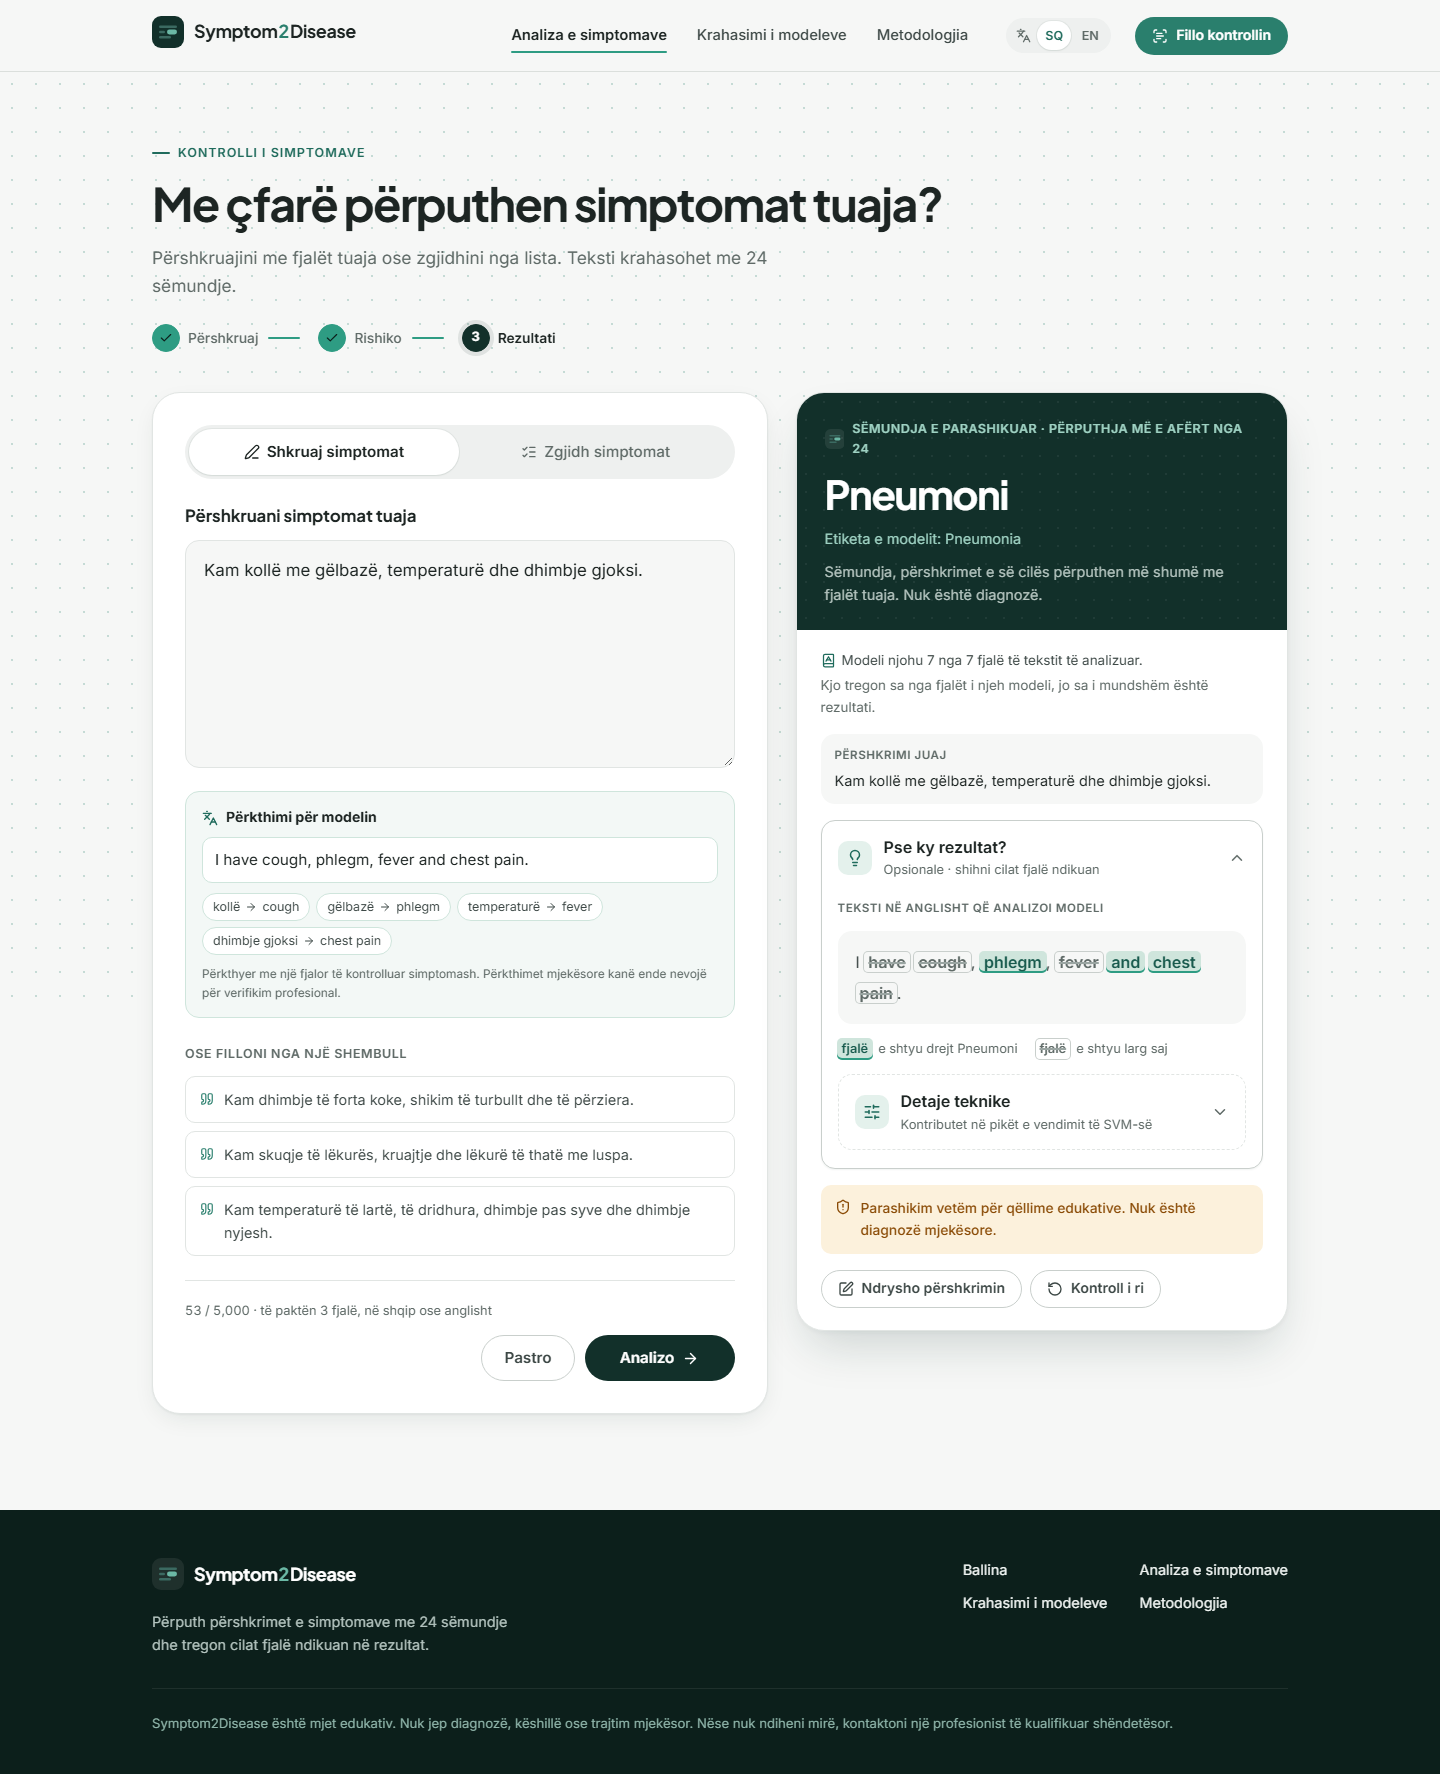 Symptom2Disease
Analiza e simptomave
Krahasimi i modeleve
Metodologjia
SQ
EN
Fillo kontrollin
KONTROLLI I SIMPTOMAVE
Me çfarë përputhen simptomat tuaja?
Përshkruajini me fjalët tuaja ose zgjidhini nga lista. Teksti krahasohet me 24
sëmundje.
Përshkruaj
Rishiko
3 Rezultati
Shkruaj simptomat
Zgjidh simptomat
Përshkruani simptomat tuaja
Kam kollë me gëlbazë, temperaturë dhe dhimbje gjoksi.
Përkthimi për modelin
I have cough, phlegm, fever and chest pain.
kollë → cough
gëlbazë → phlegm
temperaturë → fever
dhimbje gjoksi → chest pain
Përkthyer me një fjalor të kontrolluar simptomash. Përkthimet mjekësore kanë ende nevojë
për verifikim profesional.
OSE FILLONI NGA NJË SHEMBULL
Kam dhimbje të forta koke, shikim të turbullt dhe të përziera.
Kam skuqje të lëkurës, kruajtje dhe lëkurë të thatë me luspa.
Kam temperaturë të lartë, të dridhura, dhimbje pas syve dhe dhimbje
nyjesh.
53 / 5,000 · të paktën 3 fjalë, në shqip ose anglisht
Pastro
Analizo →
SËMUNDJA E PARASHIKUAR · PËRPUTHJA MË E AFËRT NGA
24
Pneumoni
Etiketa e modelit: Pneumonia
Sëmundja, përshkrimet e së cilës përputhen më shumë me
fjalët tuaja. Nuk është diagnozë.
Modeli njohu 7 nga 7 fjalë të tekstit të analizuar.
Kjo tregon sa nga fjalët i njeh modeli, jo sa i mundshëm është
rezultati.
PËRSHKRIMI JUAJ
Kam kollë me gëlbazë, temperaturë dhe dhimbje gjoksi.
Pse ky rezultat?
Opsionale · shihni cilat fjalë ndikuan
TEKSTI NË ANGLISHT QË ANALIZOI MODELI
I have cough, phlegm, fever and chest
pain.
fjalë e shtyu drejt Pneumoni
fjalë e shtyu larg saj
Detaje teknike
Kontributet në pikët e vendimit të SVM-së
Parashikim vetëm për qëllime edukative. Nuk është
diagnozë mjekësore.
Ndrysho përshkrimin
Kontroll i ri
Symptom2Disease
Përputh përshkrimet e simptomave me 24 sëmundje
dhe tregon cilat fjalë ndikuan në rezultat.
Ballina
Analiza e simptomave
Krahasimi i modeleve
Metodologjia
Symptom2Disease është mjet edukativ. Nuk jep diagnozë, këshillë ose trajtim mjekësor. Nëse nuk ndiheni mirë, kontaktoni një profesionist të kualifikuar shëndetësor.